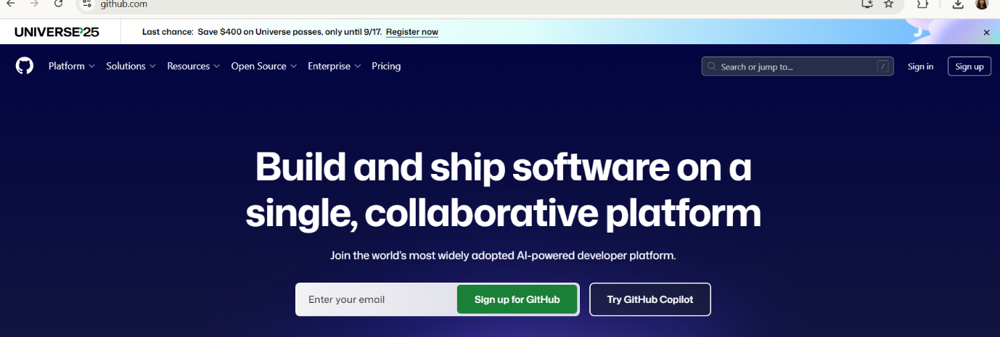 github.com
UNIVERSE'25
Last chance: Save $400 on Universe passes, only until 9/17. Register now
Platform Solutions Resources Open Source Enterprise Pricing
Search or jump to... /
Sign in
Sign up
Build and ship software on a
single, collaborative platform
Join the world's most widely adopted AI-powered developer platform.
Enter your email
Sign up for GitHub
Try GitHub Copilot